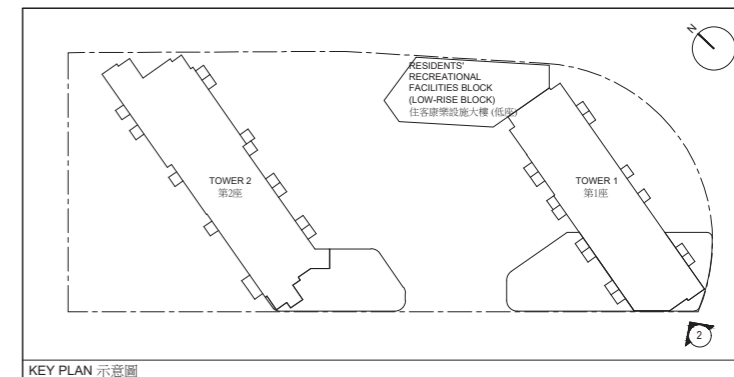 N
RESIDENTS'
RECREATIONAL
FACILITIES BLOCK
(LOW-RISE BLOCK)
住客康樂設施大樓 (低座)
TOWER 2
第2座
TOWER 1
第1座
2
KEY PLAN 示意圖